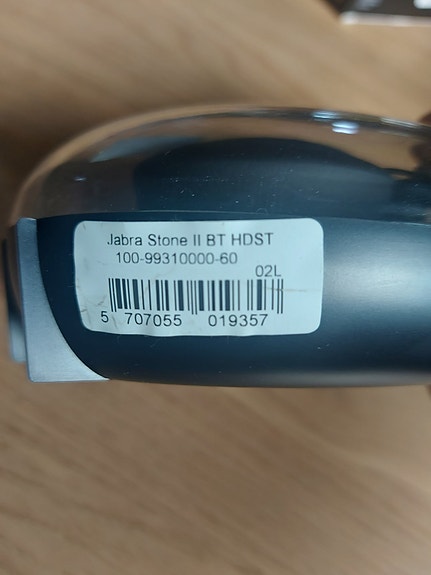 Jabra Stone II BT HDST
100-99310000-60
02L
5 707055 019357